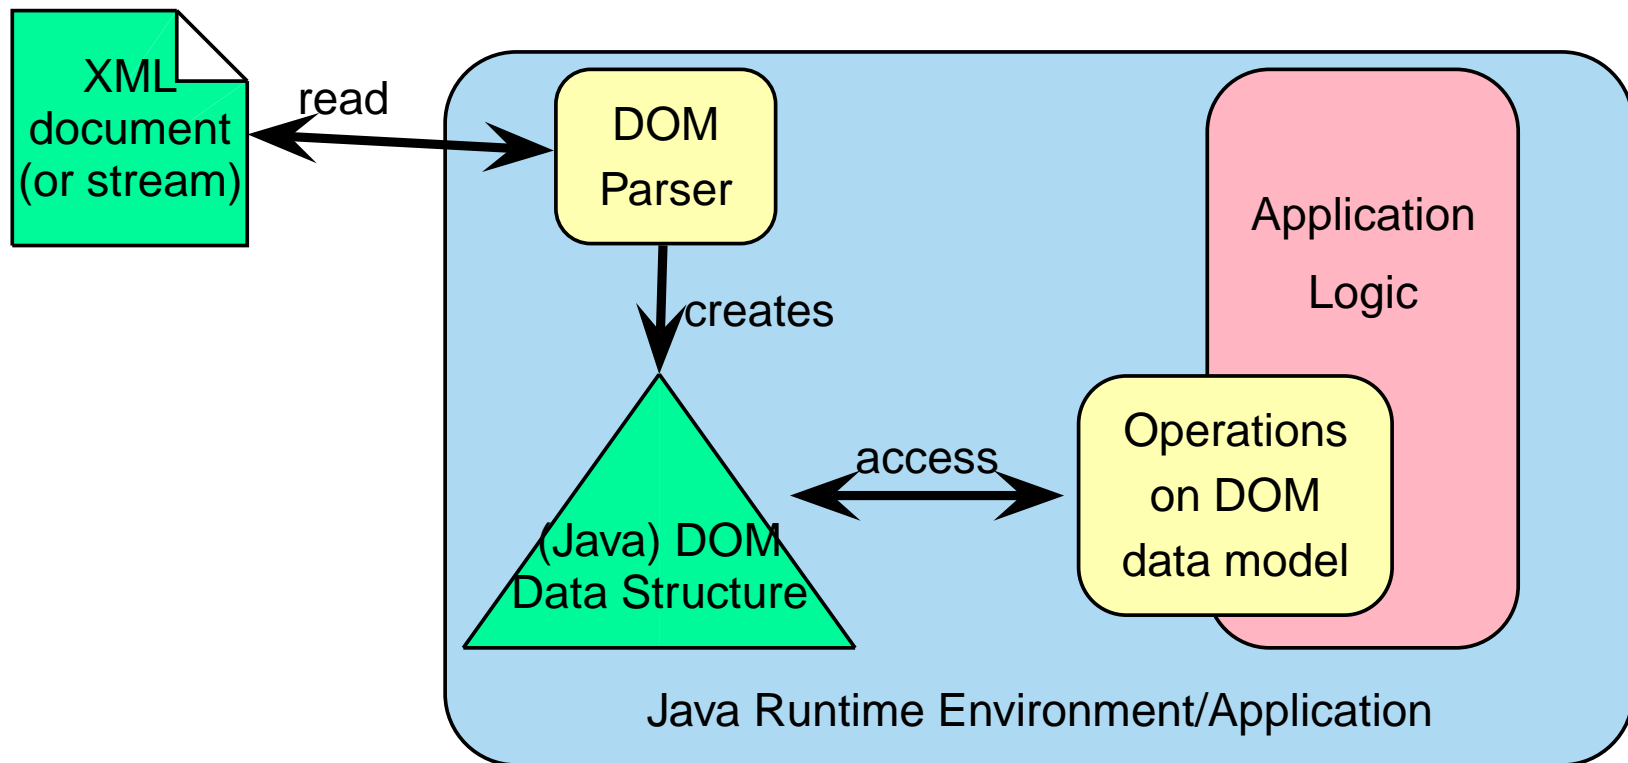 XML
document
(or stream)
read
DOM
Parser
creates
Application
Logic
access
Operations
on DOM
data model
(Java) DOM
Data Structure
Java Runtime Environment/Application